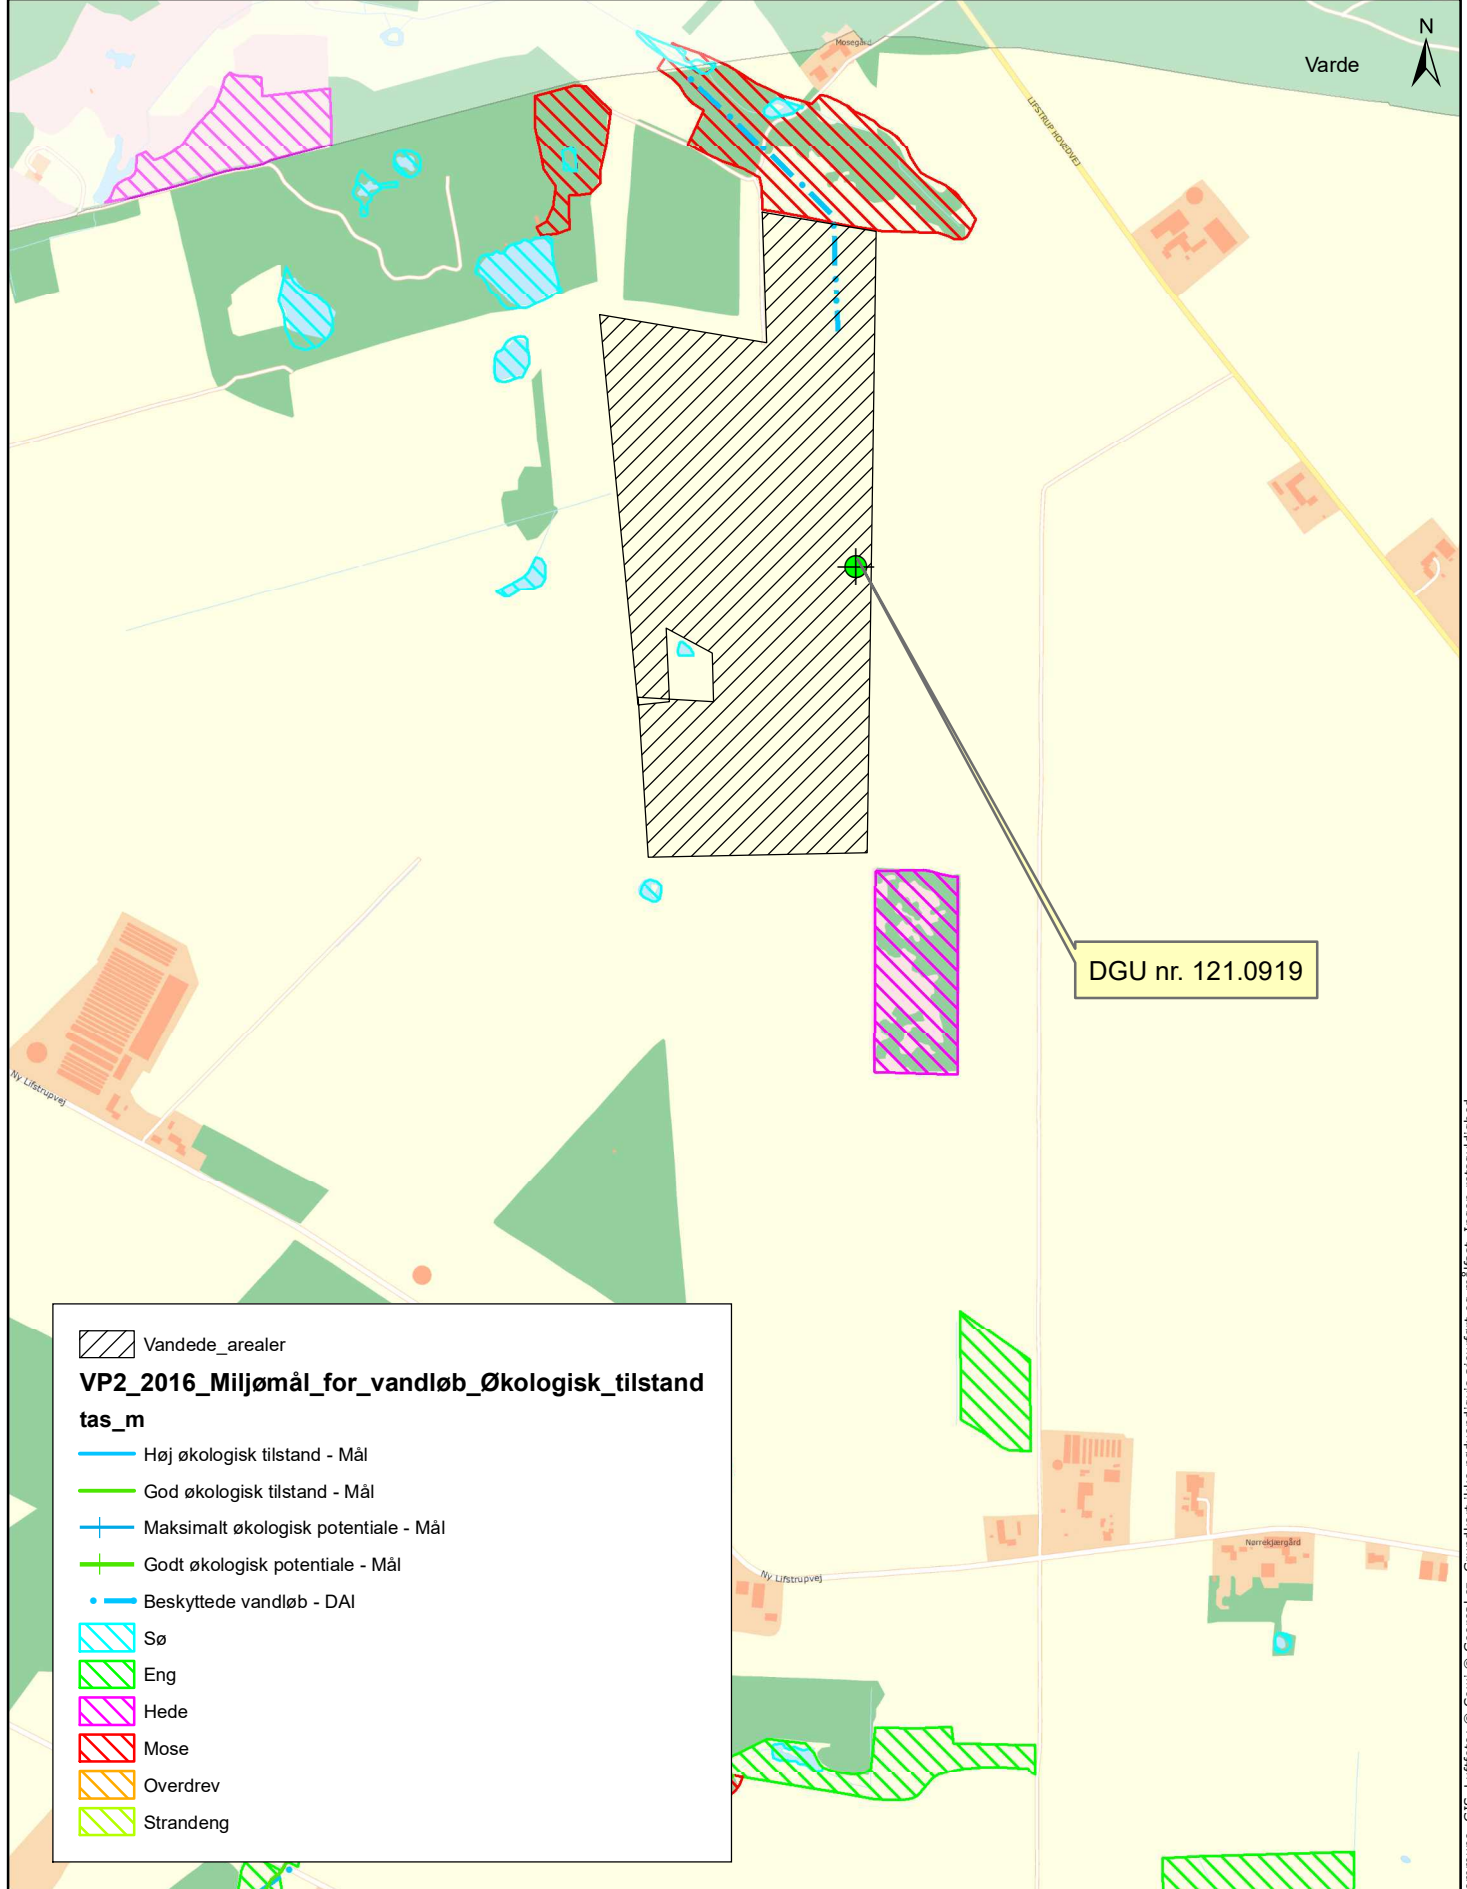 N
Mosegård
Varde
LIFSTRUP HOVEDVEJ
DGU nr. 121.0919
Ny Lifstrupvej
Vandede_arealer
VP2_2016_Miljømål_for_vandløb_Økologisk_tilstand
tas_m
Høj økologisk tilstand - Mål
God økologisk tilstand - Mål
Maksimalt økologisk potentiale - Mål
Godt økologisk potentiale - Mål
Beskyttede vandløb - DAI
Sø
Eng
Hede
Mose
Overdrev
Strandeng
Nørrekjærgård
Ny Lifstrupvej